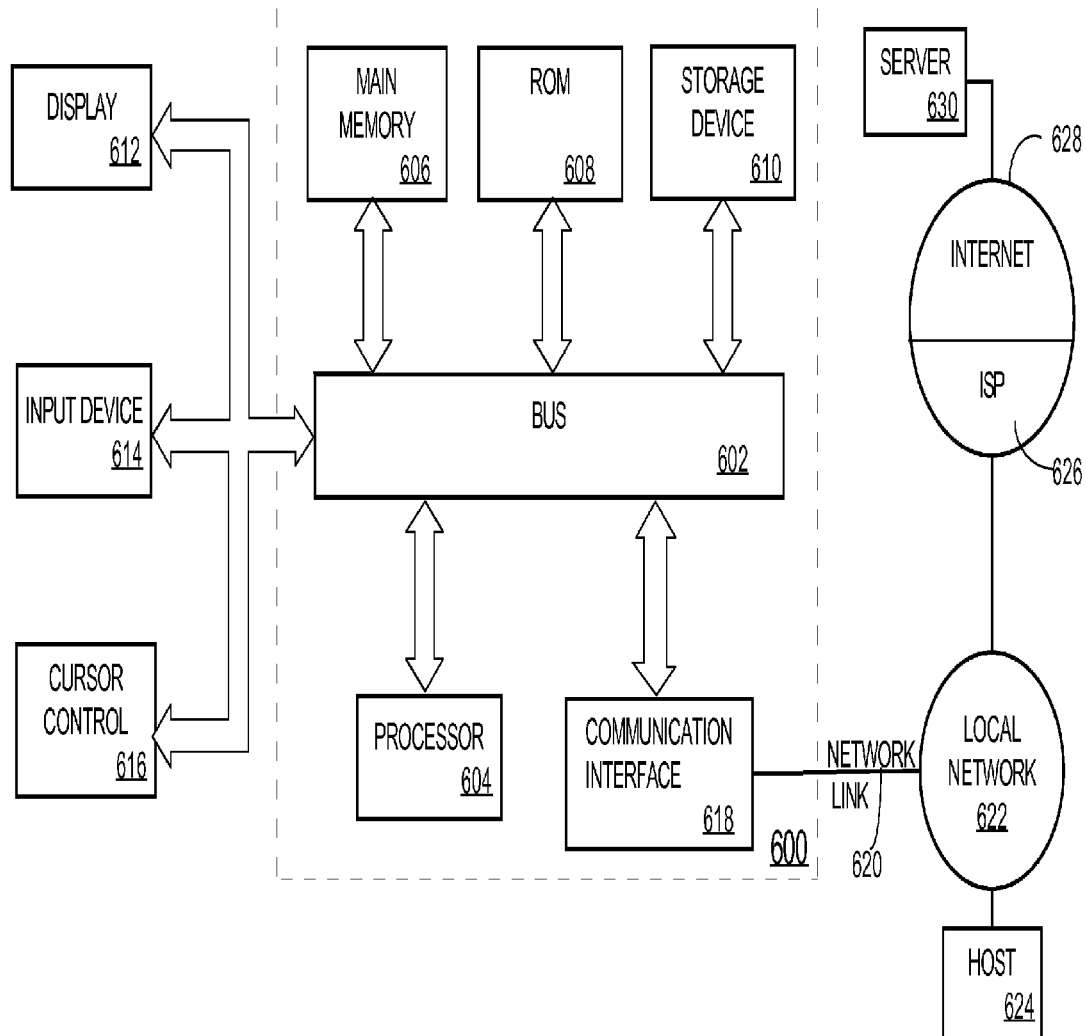 DISPLAY
612
MAIN
MEMORY
606
ROM
608
STORAGE
DEVICE
610
SERVER
630
628
INTERNET
ISP
626
INPUT DEVICE
614
BUS
602
CURSOR
CONTROL
616
PROCESSOR
604
COMMUNICATION
INTERFACE
618
600
NETWORK
LINK
620
LOCAL
NETWORK
622
HOST
624